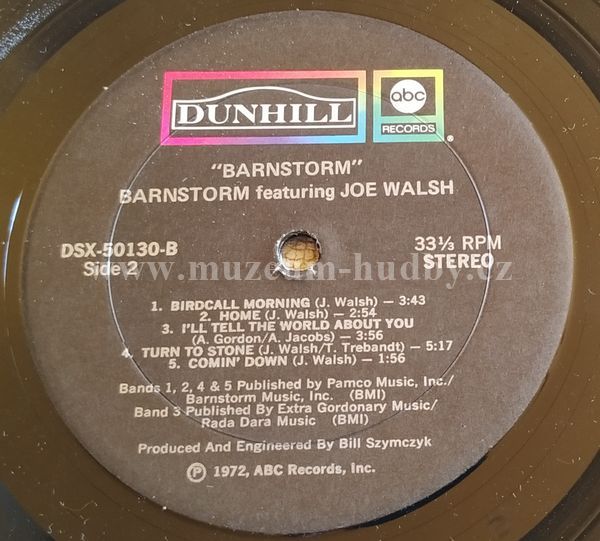 DUNHILL
abc
RECORDS
®
"BARNSTORM"
BARNSTORM featuring JOE WALSH
DSX-50130-B
Side 2
33⅓ RPM
STEREO
www.muzeum-hudby.cz
1. BIRDCALL MORNING (J. Walsh) — 3:43
2. HOME (J. Walsh) — 2:54
3. I'LL TELL THE WORLD ABOUT YOU
(A. Gordon/A. Jacobs) — 3:56
4. TURN TO STONE (J. Walsh/T. Trebandt) — 5:17
5. COMIN' DOWN (J. Walsh) — 1:56
Bands 1, 2, 4 & 5 Published by Pamco Music, Inc./
Barnstorm Music, Inc. (BMI)
Band 3 Published By Extra Gordonary Music/
Rada Dara Music (BMI)
Produced And Engineered By Bill Szymczyk
℗ 1972, ABC Records, Inc.